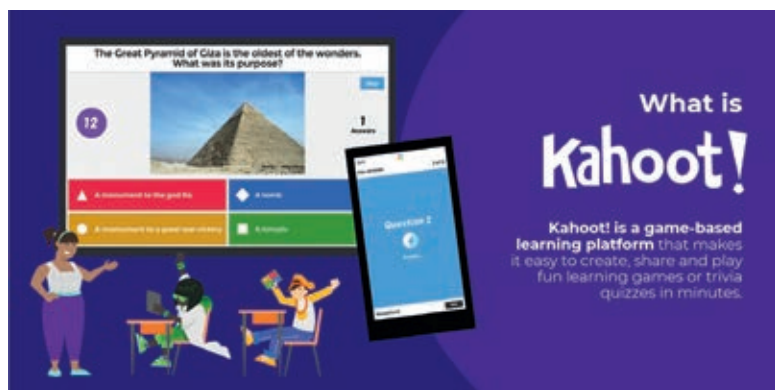 The Great Pyramid of Giza is the oldest of the wonders.
What was its purpose?
12
1
Answers
A monument to the god Ra
A tomb
A monument to a great war victory
A temple
Question 2
What is
Kahoot!
Kahoot! is a game-based
learning platform that makes
it easy to create, share and play
fun learning games or trivia
quizzes in minutes.